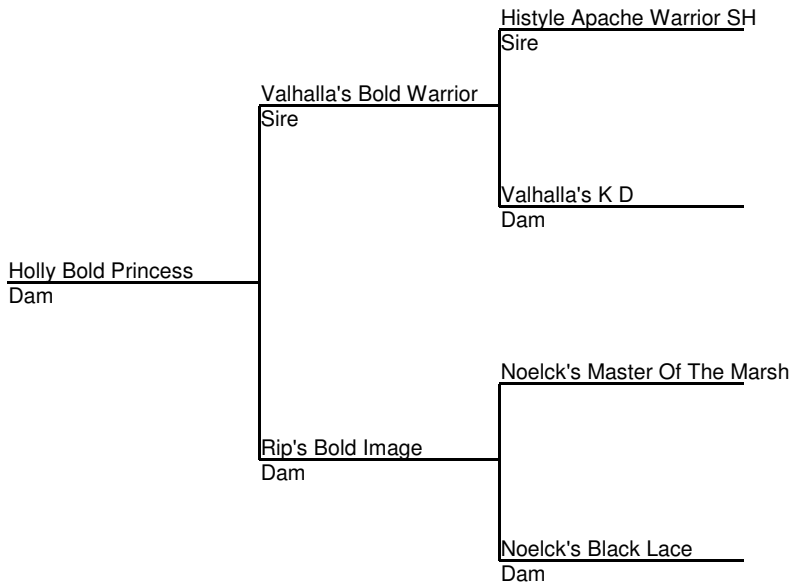 Histyle Apache Warrior SH
Sire
Valhalla's Bold Warrior
Sire
Valhalla's K D
Dam
Holly Bold Princess
Dam
Noelck's Master Of The Marsh
Rip's Bold Image
Dam
Noelck's Black Lace
Dam